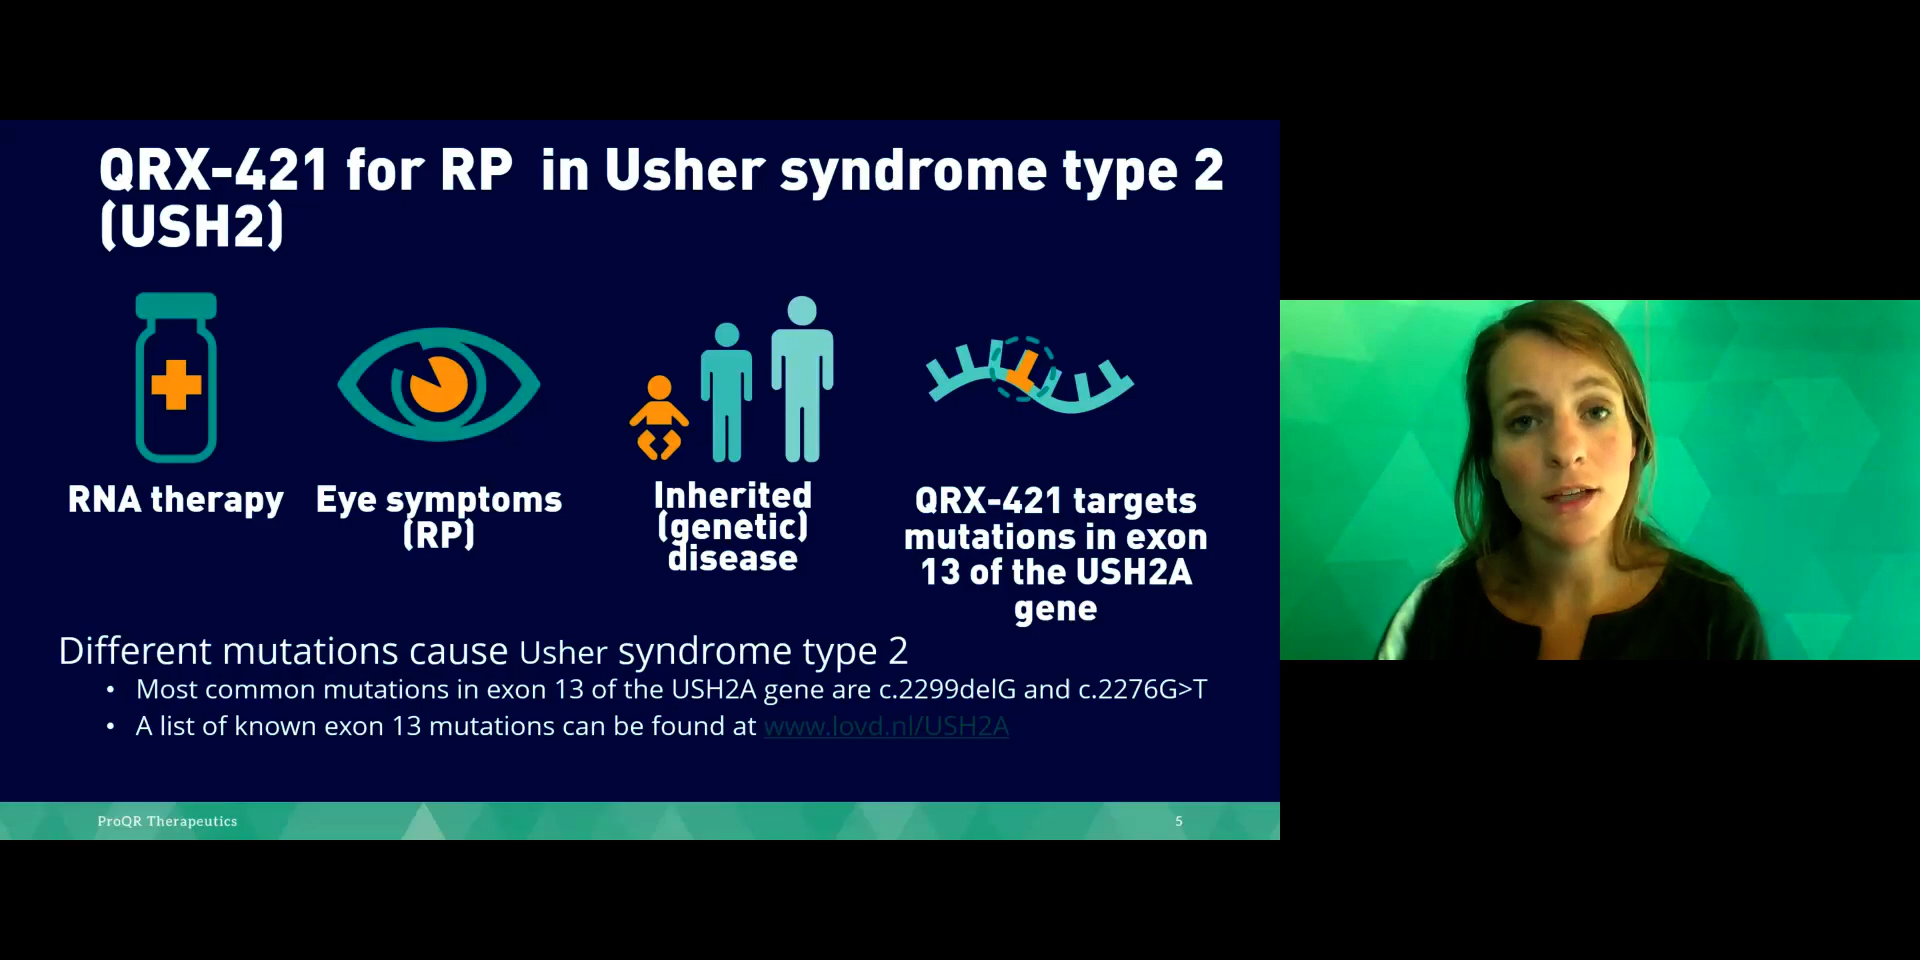 QRX-421 for RP in Usher syndrome type 2
(USH2)
RNA therapy
Eye symptoms
(RP)
Inherited
(genetic)
disease
QRX-421 targets
mutations in exon
13 of the USH2A
gene
Different mutations cause Usher syndrome type 2
• Most common mutations in exon 13 of the USH2A gene are c.2299delG and c.2276G>T
• A list of known exon 13 mutations can be found at www.lovd.nl/USH2A
ProQR Therapeutics
5